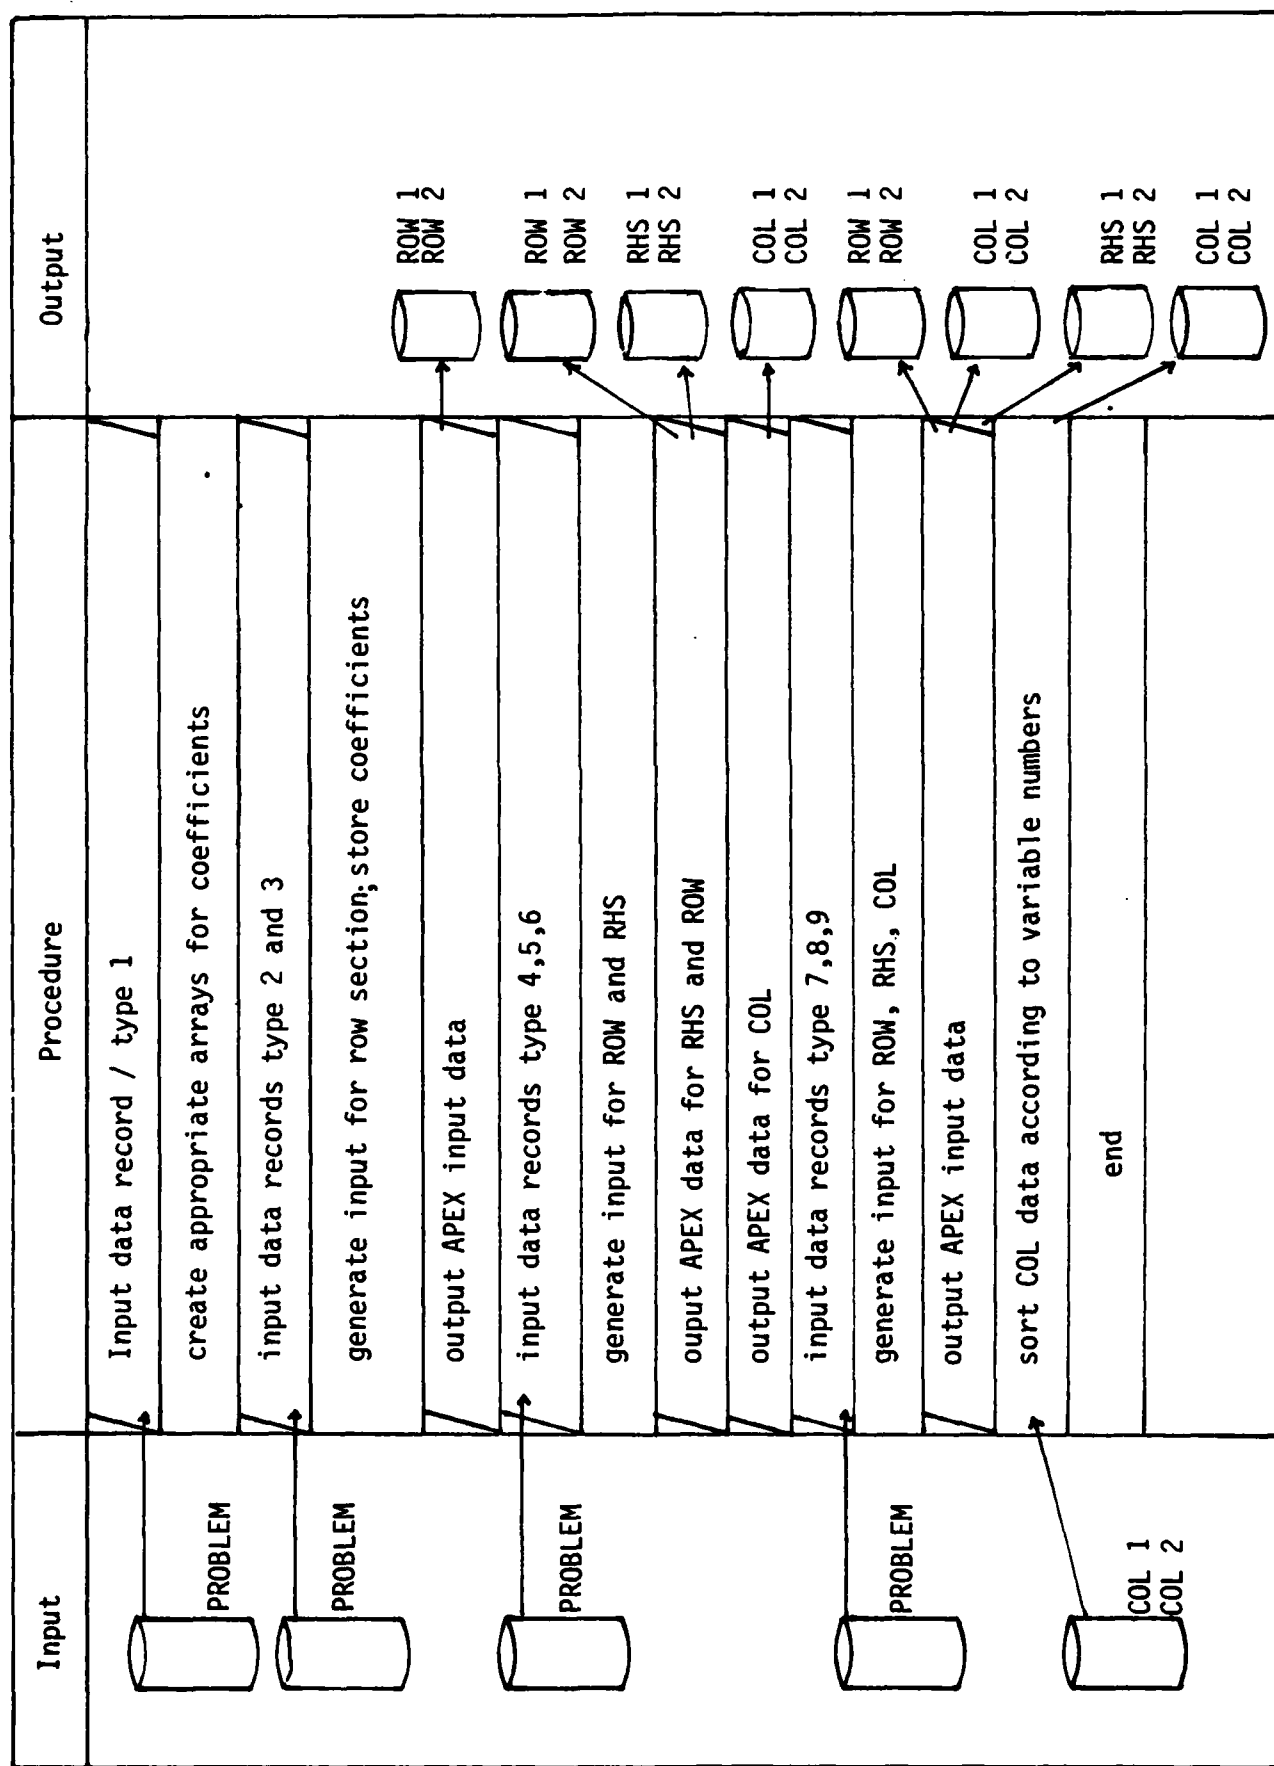 Input
Procedure
Output
Input data record / type 1
PROBLEM
create appropriate arrays for coefficients
input data records type 2 and 3
PROBLEM
generate input for row section; store coefficients
output APEX input data
ROW 1
ROW 2
input data records type 4,5,6
PROBLEM
generate input for ROW and RHS
ouput APEX data for RHS and ROW
ROW 1
ROW 2
RHS 1
RHS 2
output APEX data for COL
COL 1
COL 2
input data records type 7,8,9
PROBLEM
generate input for ROW, RHS, COL
output APEX input data
ROW 1
ROW 2
COL 1
COL 2
RHS 1
RHS 2
sort COL data according to variable numbers
COL 1
COL 2
COL 1
COL 2
end